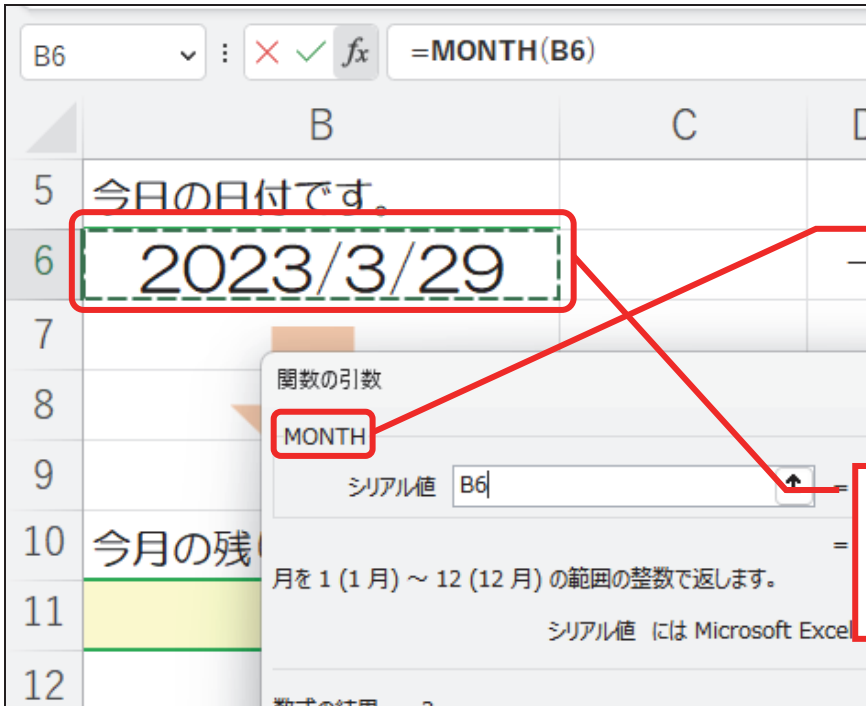 B6 fx =MONTH(B6)
B C
5 今日の日付です。
6 2023/3/29
7
関数の引数
8
MONTH
9 シリアル値 B6 =
10 今月の残 =
月を 1 (1 月) ～ 12 (12 月) の範囲の整数で返します。
11
シリアル値 には Microsoft Excel
12